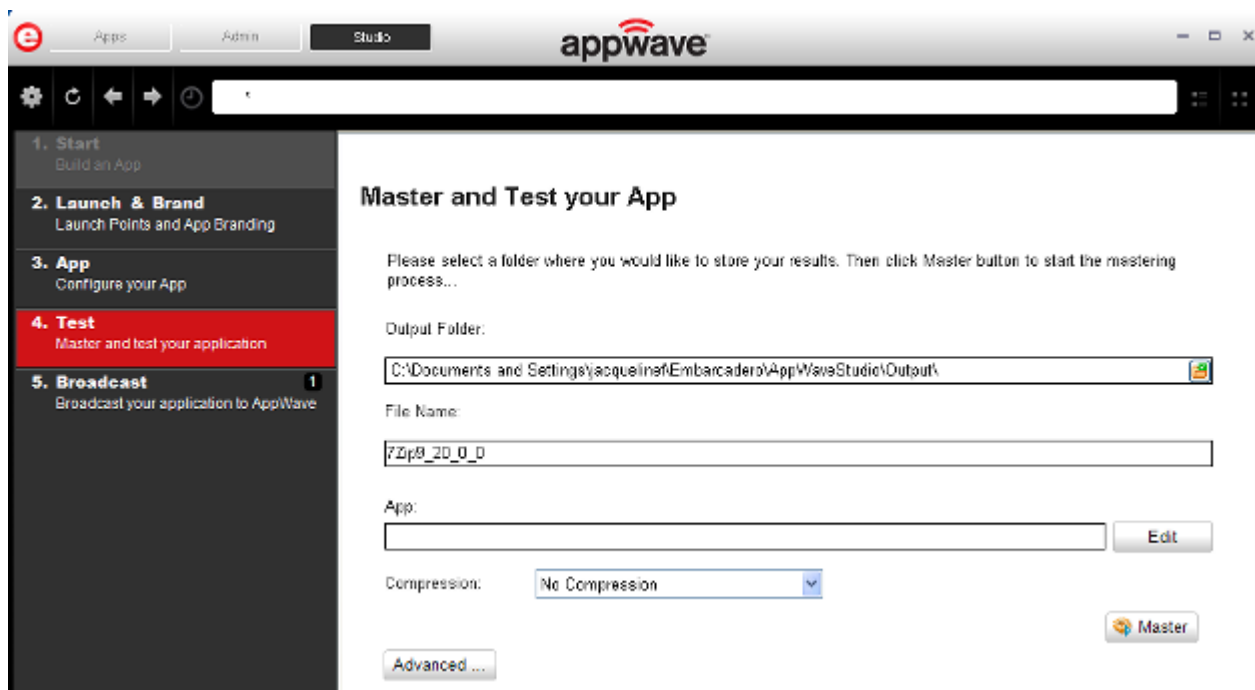 Apps Admin Studio appwave
1. Start
Build an App
2. Launch & Brand
Launch Points and App Branding
3. App
Configure your App
4. Test
Master and test your application
5. Broadcast 1
Broadcast your application to AppWave
Master and Test your App
Please select a folder where you would like to store your results. Then click Master button to start the mastering
process...
Output Folder:
C:\Documents and Settings\jacquelinef\Embarcadero\AppWaveStudio\Output\
File Name:
7Zip9_20_0_0
App:
Edit
Compression: No Compression
Master
Advanced ...